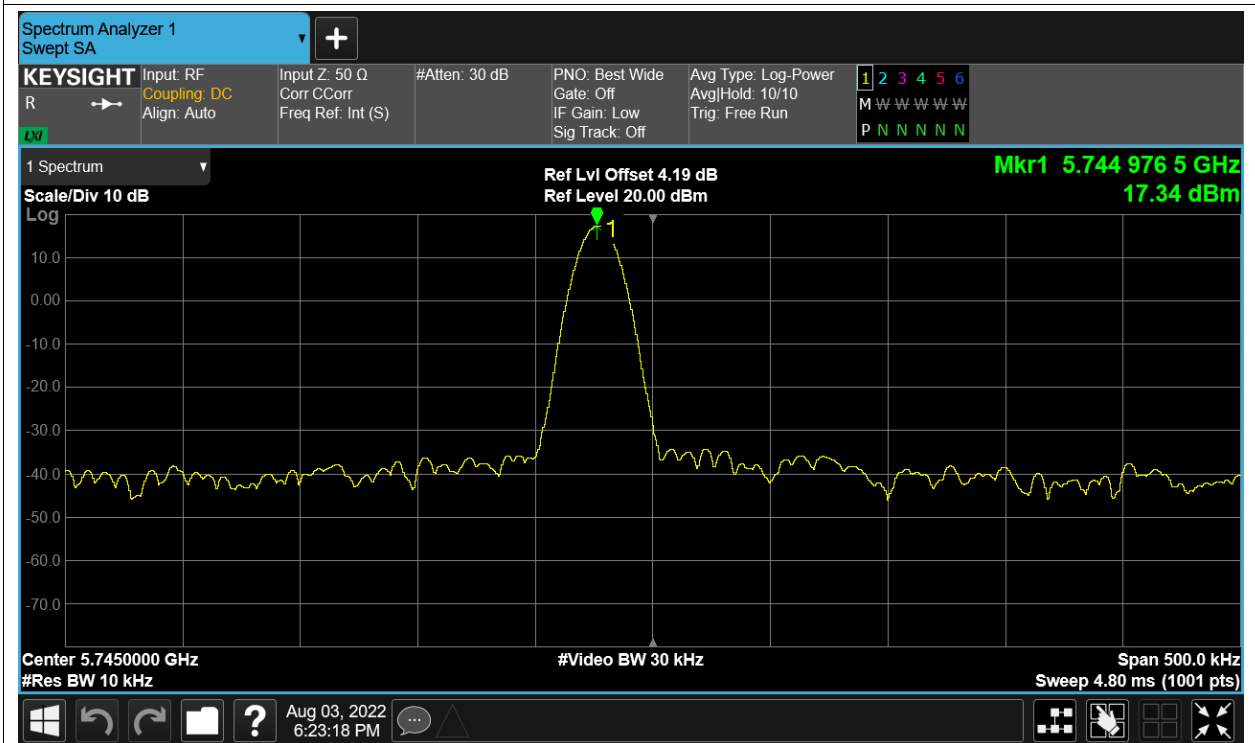 Spectrum Analyzer 1
Swept SA
KEYSIGHT
R
LXI
Input: RF
Coupling: DC
Align: Auto
Input Z: 50 Ω
Corr CCorr
Freq Ref: Int (S)
#Atten: 30 dB
PNO: Best Wide
Gate: Off
IF Gain: Low
Sig Track: Off
Avg Type: Log-Power
Avg|Hold: 10/10
Trig: Free Run
1 2 3 4 5 6
M W W W W W
P N N N N N
1 Spectrum
Scale/Div 10 dB
Log
Ref Lvl Offset 4.19 dB
Ref Level 20.00 dBm
Mkr1 5.744 976 5 GHz
17.34 dBm
1
10.0
0.00
-10.0
-20.0
-30.0
-40.0
-50.0
-60.0
-70.0
Center 5.7450000 GHz
#Res BW 10 kHz
#Video BW 30 kHz
Span 500.0 kHz
Sweep 4.80 ms (1001 pts)
?
Aug 03, 2022
6:23:18 PM